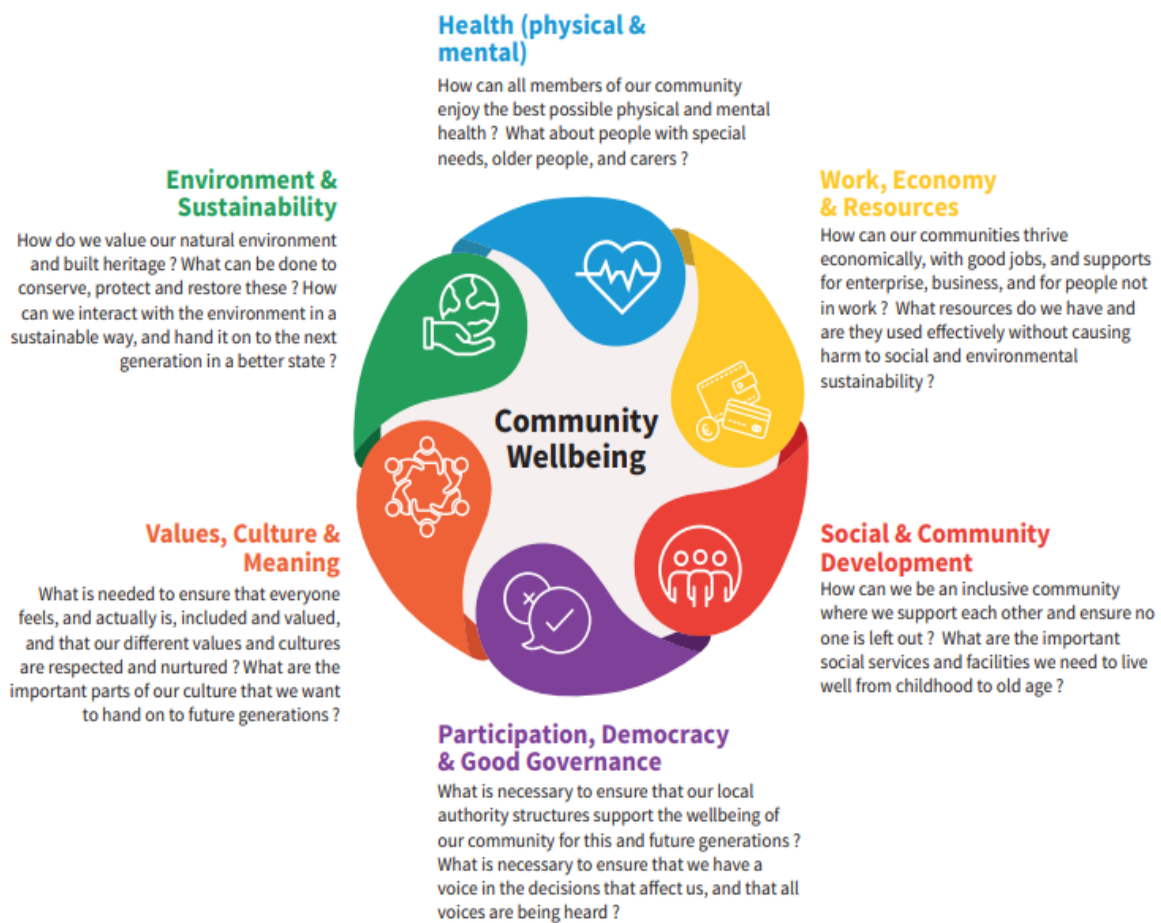 Health (physical &
mental)
How can all members of our community
enjoy the best possible physical and mental
health ?  What about people with special
needs, older people, and carers ?
Environment &
Sustainability
How do we value our natural environment
and built heritage ? What can be done to
conserve, protect and restore these ? How
can we interact with the environment in a
sustainable way, and hand it on to the next
generation in a better state ?
Work, Economy
& Resources
How can our communities thrive
economically, with good jobs, and supports
for enterprise, business, and for people not
in work ?  What resources do we have and
are they used effectively without causing
harm to social and environmental
sustainability ?
€
Community
Wellbeing
Values, Culture &
Meaning
What is needed to ensure that everyone
feels, and actually is, included and valued,
and that our different values and cultures
are respected and nurtured ? What are the
important parts of our culture that we want
to hand on to future generations ?
Social & Community
Development
How can we be an inclusive community
where we support each other and ensure no
one is left out ?  What are the important
social services and facilities we need to live
well from childhood to old age ?
Participation, Democracy
& Good Governance
What is necessary to ensure that our local
authority structures support the wellbeing of
our community for this and future generations ?
What is necessary to ensure that we have a
voice in the decisions that affect us, and that all
voices are being heard ?